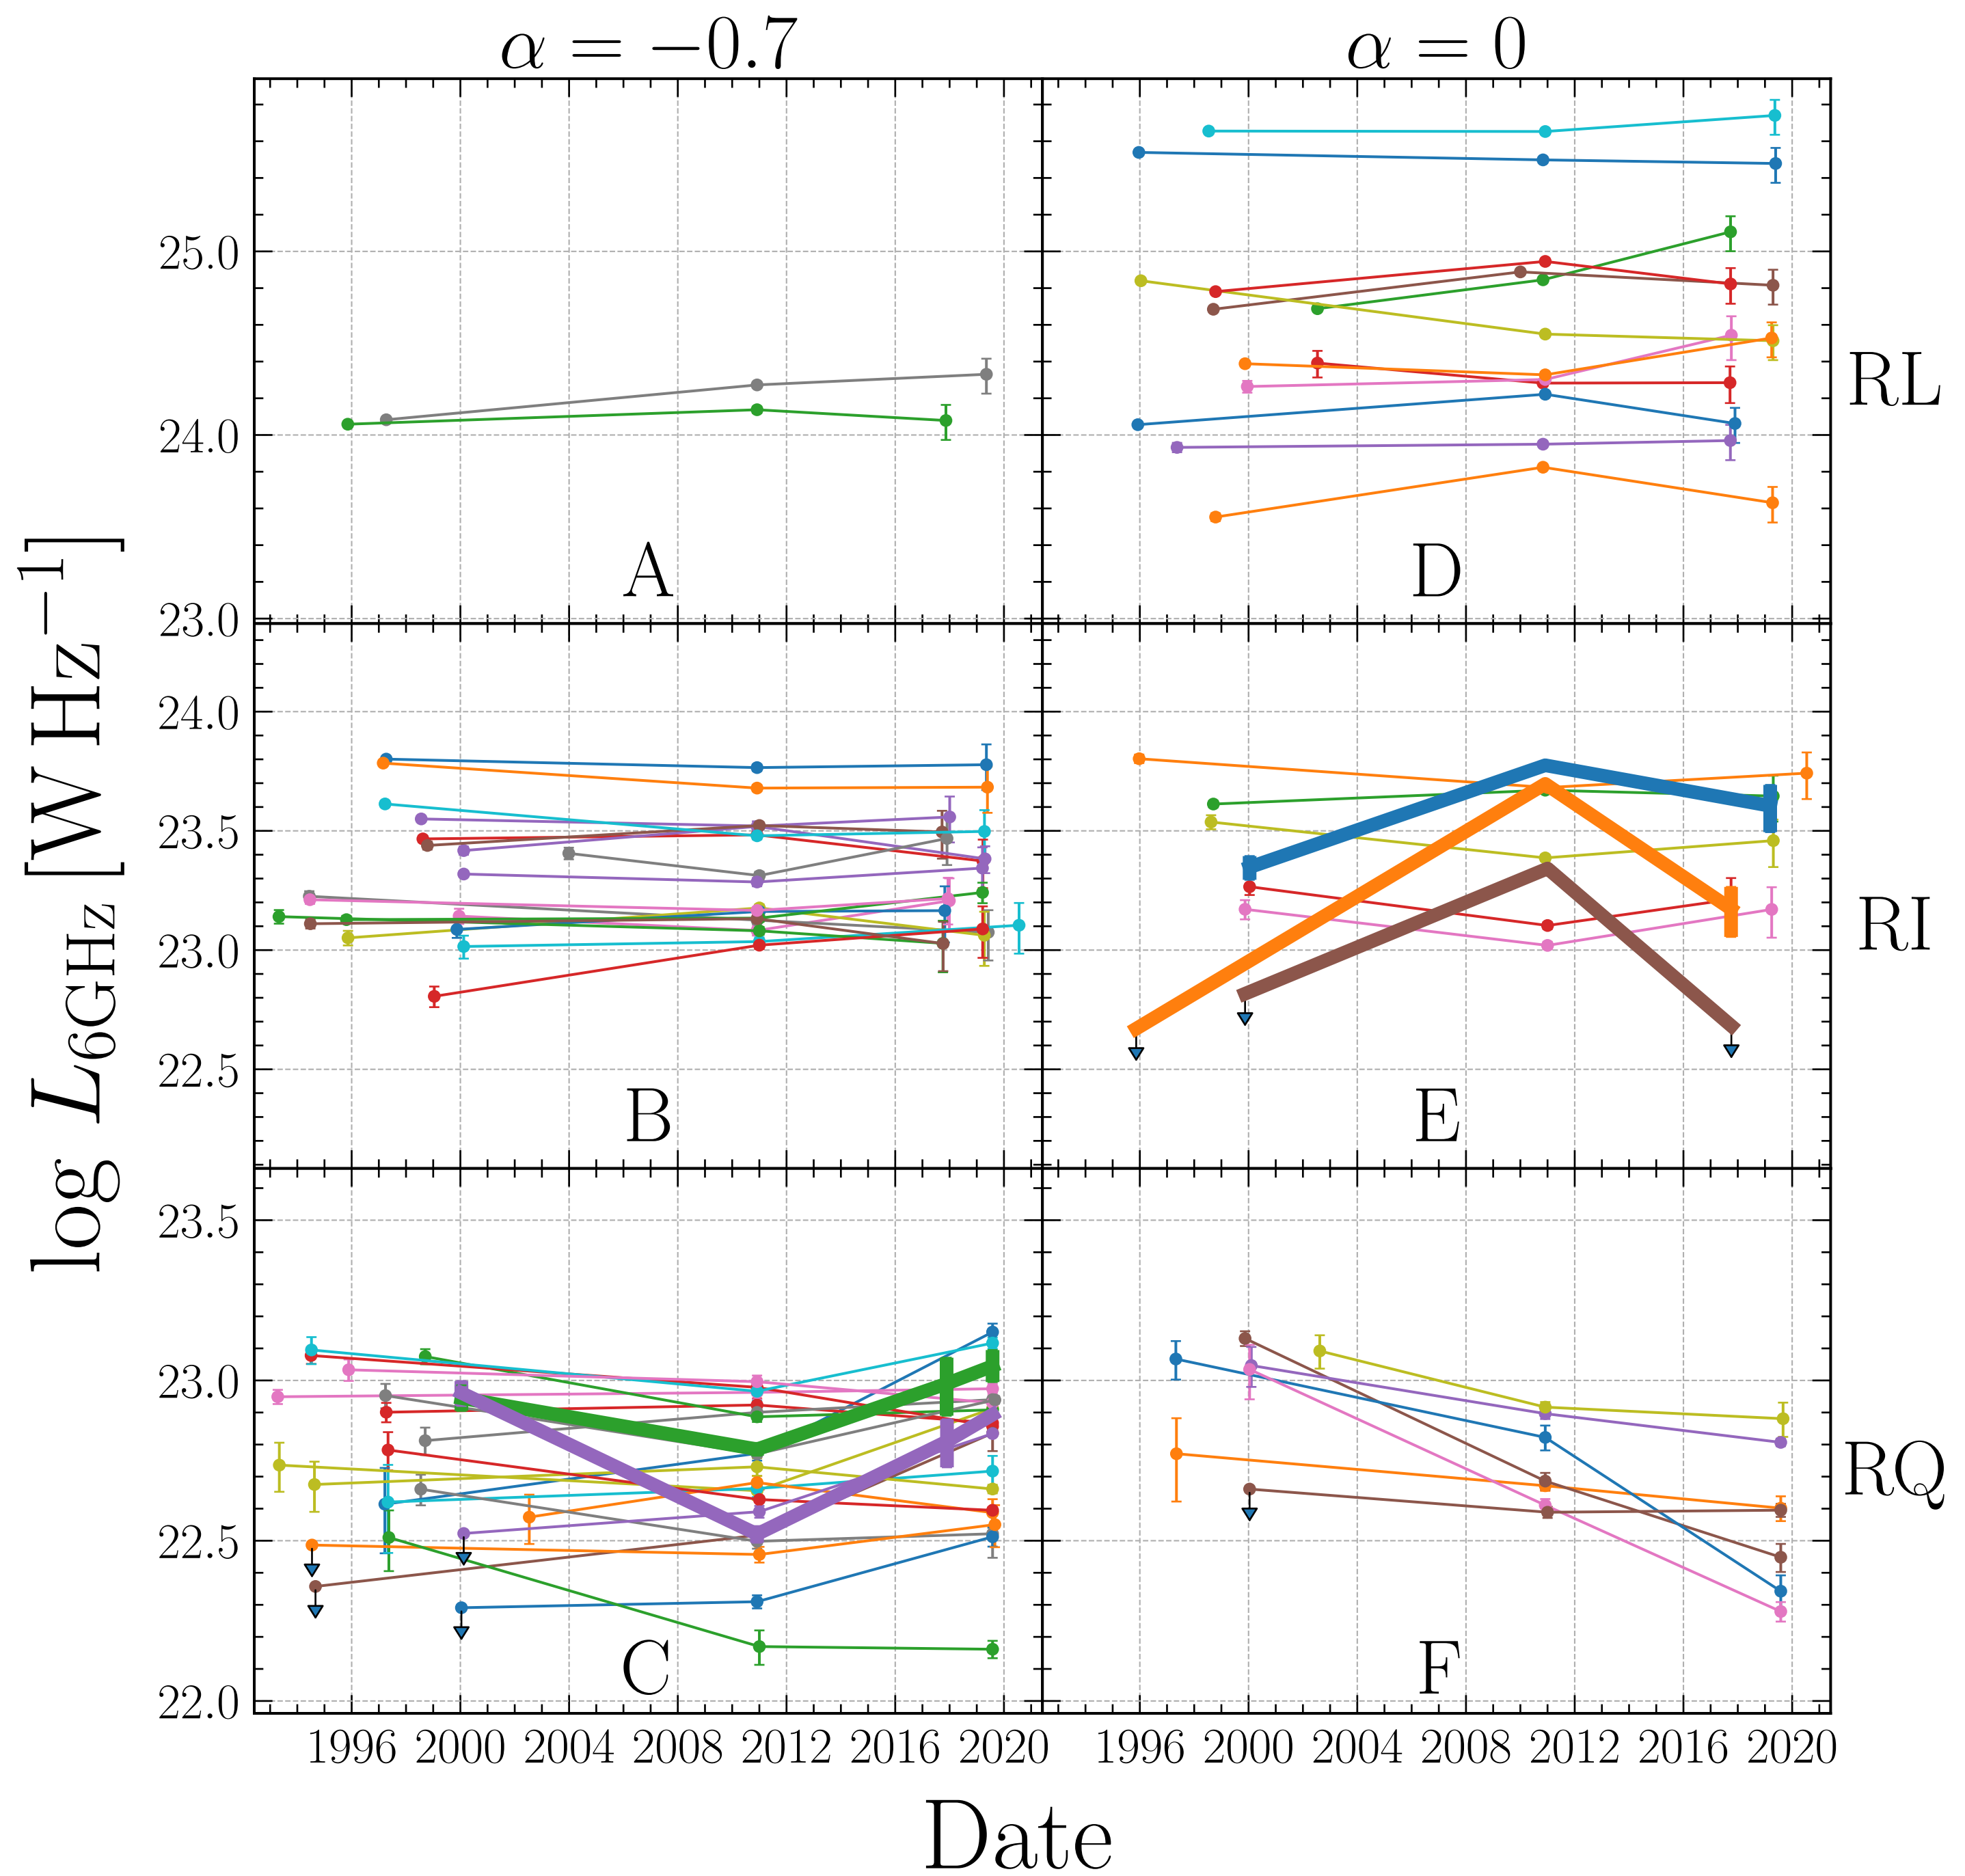 α = −0.7
α = 0
25.0
24.0
23.0
A
D
RL
24.0
23.5
23.0
22.5
B
E
RI
23.5
23.0
22.5
22.0
C
F
RQ
log L6GHz [W Hz−1]
1996 2000 2004 2008 2012 2016 2020
1996 2000 2004 2008 2012 2016 2020
Date